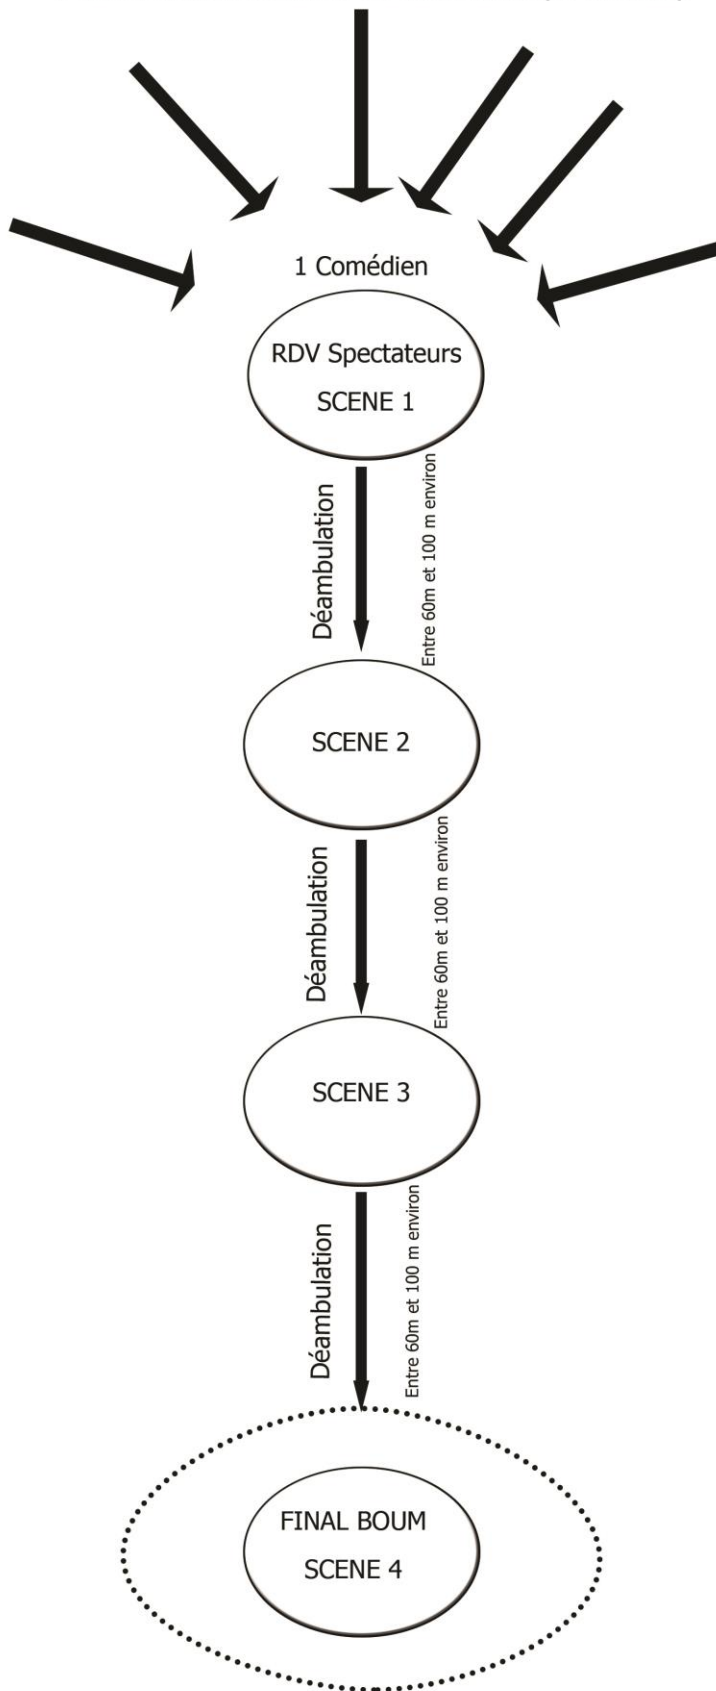 1 Comédien
RDV Spectateurs
SCENE 1
Déambulation
Entre 60m et 100 m environ
SCENE 2
Déambulation
Entre 60m et 100 m environ
SCENE 3
Déambulation
Entre 60m et 100 m environ
FINAL BOUM
SCENE 4